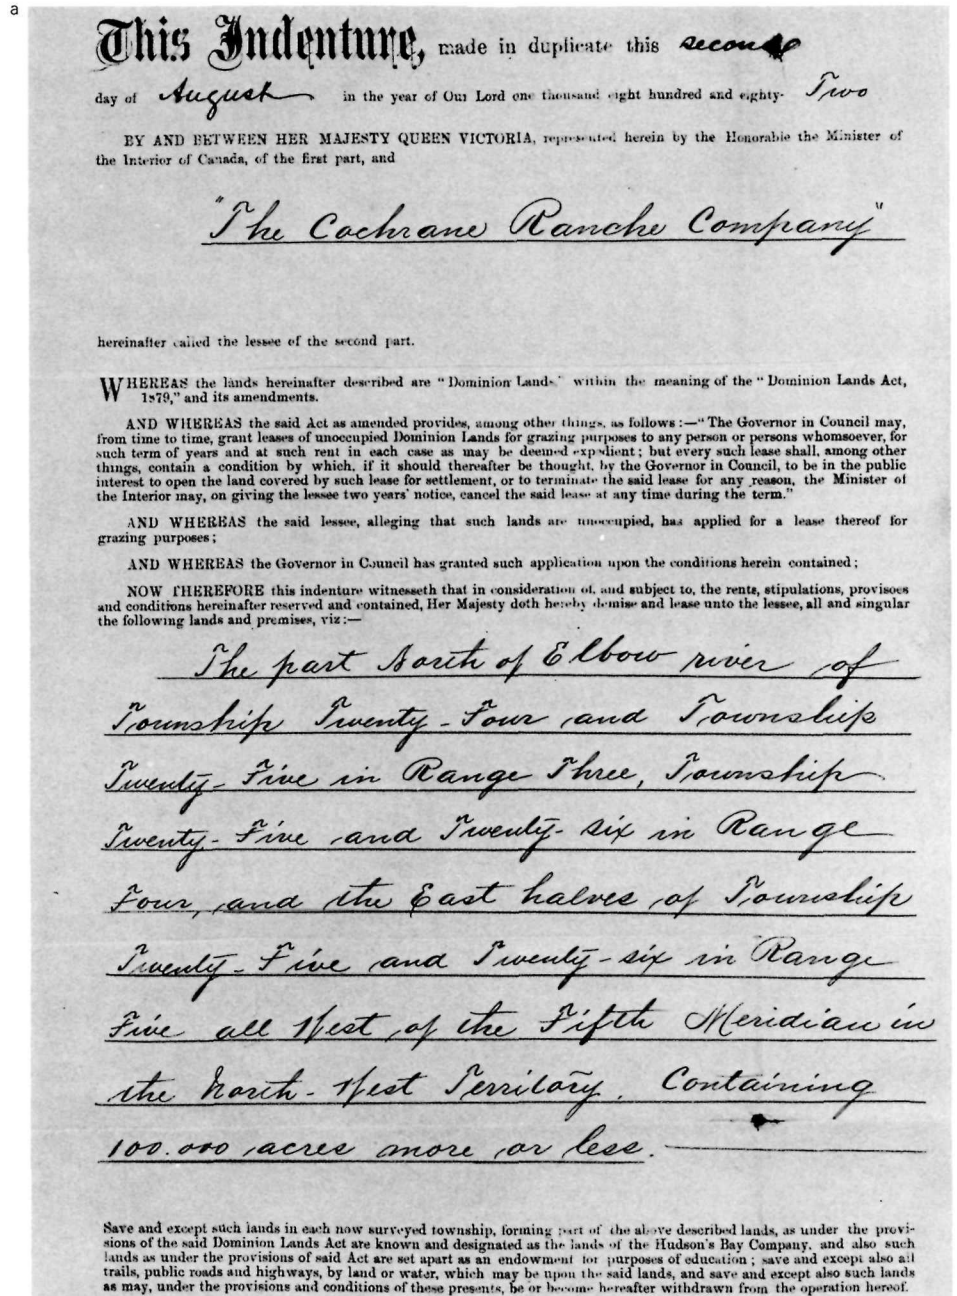 a
This Indenture, made in duplicate this second
day of August in the year of Our Lord one thousand eight hundred and eighty- Two
BY AND BETWEEN HER MAJESTY QUEEN VICTORIA, represented herein by the Honorable the Minister of
the Interior of Canada, of the first part, and
"The Cochrane Ranche Company"
hereinafter called the lessee of the second part.
WHEREAS the lands hereinafter described are "Dominion Lands" within the meaning of the "Dominion Lands Act,
1879," and its amendments.
AND WHEREAS the said Act as amended provides, among other things, as follows:—"The Governor in Council may,
from time to time, grant leases of unoccupied Dominion Lands for grazing purposes to any person or persons whomsoever, for
such term of years and at such rent in each case as may be deemed expedient; but every such lease shall, among other
things, contain a condition by which, if it should thereafter be thought, by the Governor in Council, to be in the public
interest to open the land covered by such lease for settlement, or to terminate the said lease for any reason, the Minister of
the Interior may, on giving the lessee two years' notice, cancel the said lease at any time during the term."
AND WHEREAS the said lessee, alleging that such lands are unoccupied, has applied for a lease thereof for
grazing purposes;
AND WHEREAS the Governor in Council has granted such application upon the conditions herein contained;
NOW THEREFORE this indenture witnesseth that in consideration of, and subject to, the rents, stipulations, provisoes
and conditions hereinafter reserved and contained, Her Majesty doth hereby demise and lease unto the lessee, all and singular
the following lands and premises, viz:—
The part North of Elbow river of
Township Twenty-Four and Township
Twenty-Five in Range Three, Township
Twenty-Five and Twenty-six in Range
Four, and the East halves of Township
Twenty-Five and Twenty-six in Range
Five all West of the Fifth Meridian in
the North-West Territory. Containing
100.000 acres more or less.
Save and except such lands in each now surveyed township, forming part of the above described lands, as under the provi-
sions of the said Dominion Lands Act are known and designated as the lands of the Hudson's Bay Company, and also such
lands as under the provisions of said Act are set apart as an endowment for purposes of education; save and except also all
trails, public roads and highways, by land or water, which may be upon the said lands, and save and except also such lands
as may, under the provisions and conditions of these presents, be or become hereafter withdrawn from the operation hereof.